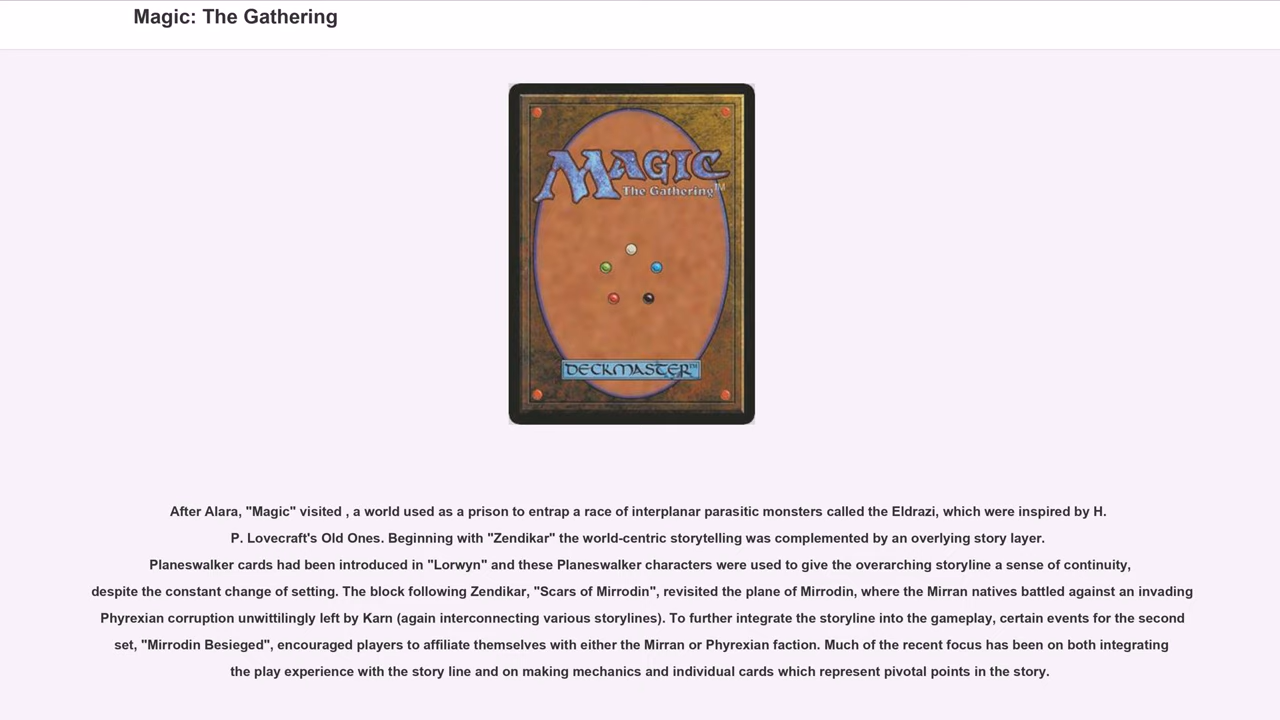 Magic: The Gathering
MAGIC
The Gathering™
DECKMASTER™
After Alara, "Magic" visited , a world used as a prison to entrap a race of interplanar parasitic monsters called the Eldrazi, which were inspired by H.
P. Lovecraft's Old Ones. Beginning with "Zendikar" the world-centric storytelling was complemented by an overlying story layer.
Planeswalker cards had been introduced in "Lorwyn" and these Planeswalker characters were used to give the overarching storyline a sense of continuity,
despite the constant change of setting. The block following Zendikar, "Scars of Mirrodin", revisited the plane of Mirrodin, where the Mirran natives battled against an invading
Phyrexian corruption unwittilingly left by Karn (again interconnecting various storylines). To further integrate the storyline into the gameplay, certain events for the second
set, "Mirrodin Besieged", encouraged players to affiliate themselves with either the Mirran or Phyrexian faction. Much of the recent focus has been on both integrating
the play experience with the story line and on making mechanics and individual cards which represent pivotal points in the story.